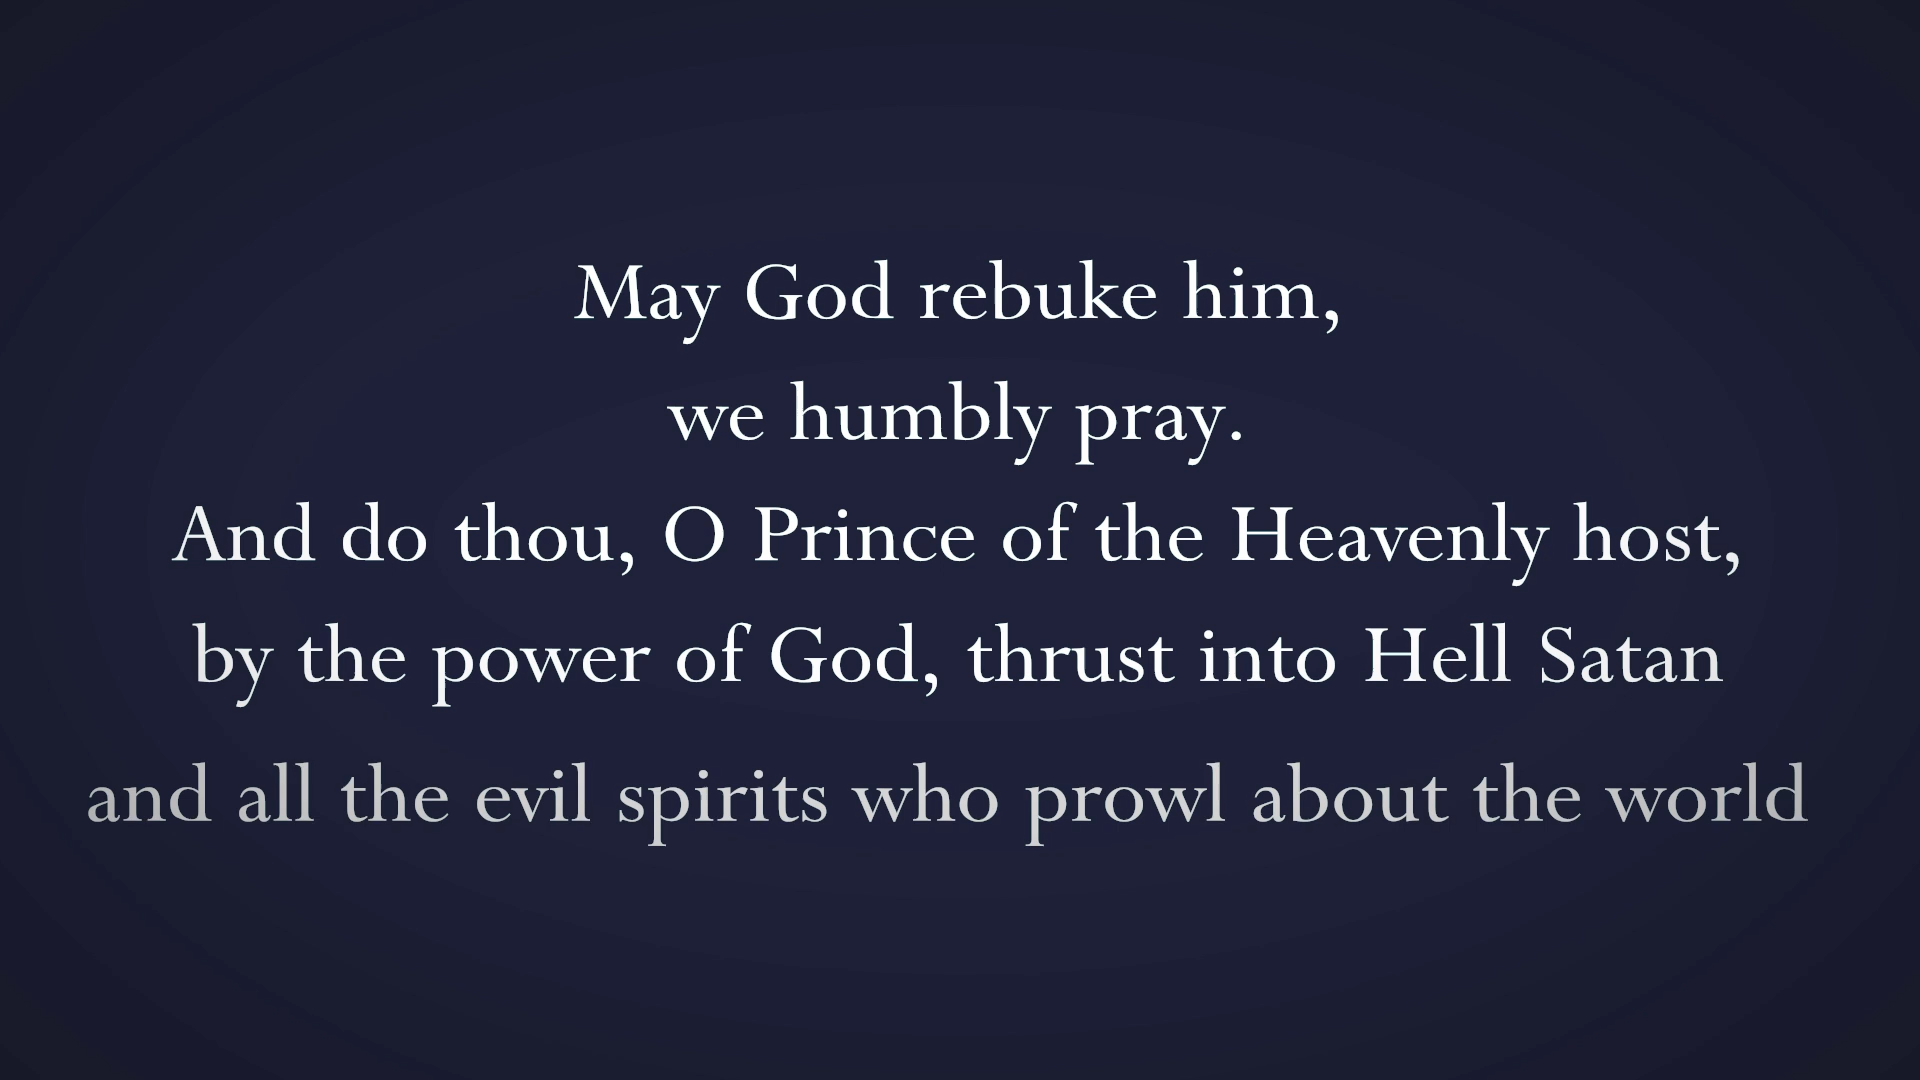 May God rebuke him,
we humbly pray.
And do thou, O Prince of the Heavenly host,
by the power of God, thrust into Hell Satan
and all the evil spirits who prowl about the world